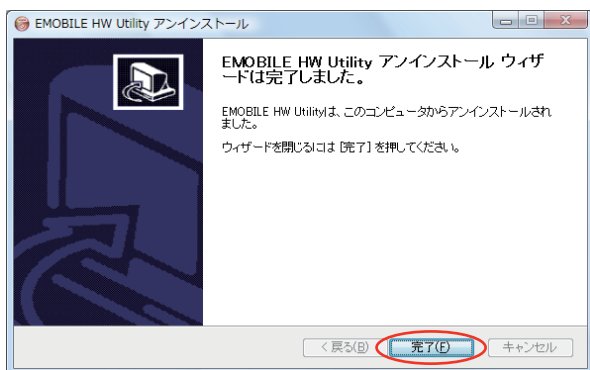 EMOBILE HW Utility アンインストール
EMOBILE HW Utility アンインストール ウィザ
ードは完了しました。
EMOBILE HW Utilityは、このコンピュータからアンインストールされ
ました。
ウィザードを閉じるには [完了] を押してください。
< 戻る(B) 完了(F) キャンセル